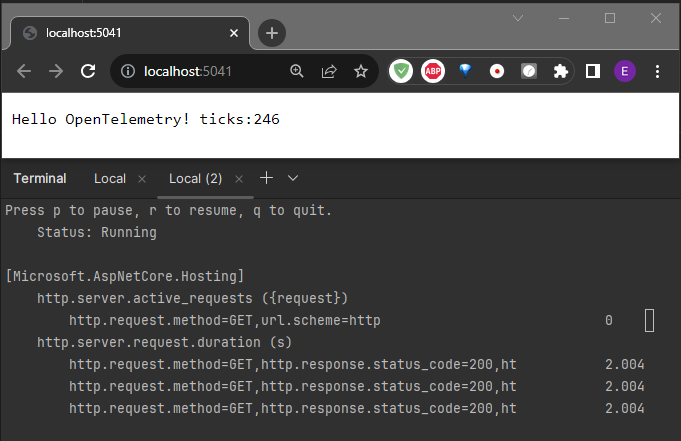 localhost:5041
localhost:5041
ABP
E
Hello OpenTelemetry! ticks:246
Terminal Local Local (2)
Press p to pause, r to resume, q to quit.
Status: Running
[Microsoft.AspNetCore.Hosting]
http.server.active_requests ({request})
http.request.method=GET,url.scheme=http 0
http.server.request.duration (s)
http.request.method=GET,http.response.status_code=200,ht 2.004
http.request.method=GET,http.response.status_code=200,ht 2.004
http.request.method=GET,http.response.status_code=200,ht 2.004